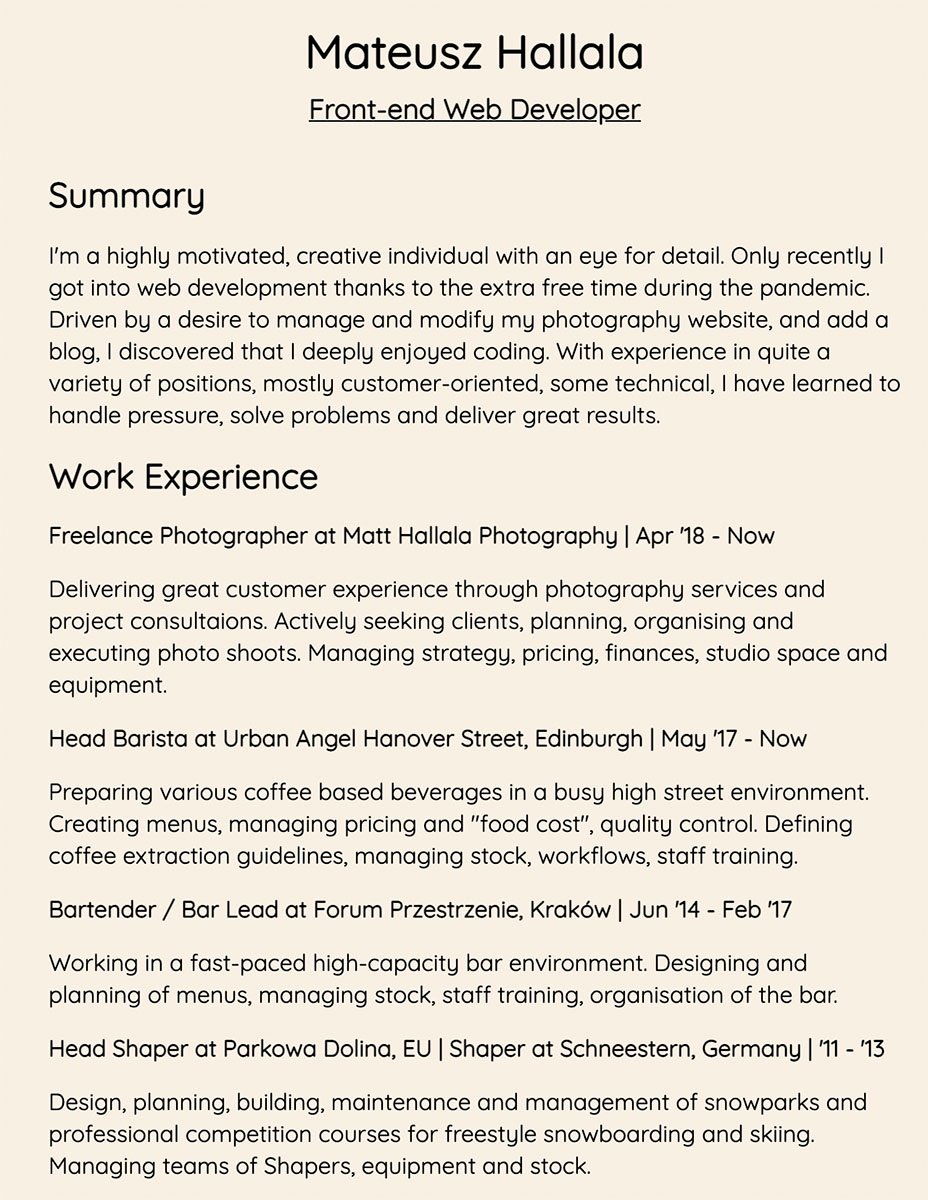 Mateusz Hallala
Front-end Web Developer
Summary
I'm a highly motivated, creative individual with an eye for detail. Only recently I
got into web development thanks to the extra free time during the pandemic.
Driven by a desire to manage and modify my photography website, and add a
blog, I discovered that I deeply enjoyed coding. With experience in quite a
variety of positions, mostly customer-oriented, some technical, I have learned to
handle pressure, solve problems and deliver great results.
Work Experience
Freelance Photographer at Matt Hallala Photography | Apr '18 - Now
Delivering great customer experience through photography services and
project consultaions. Actively seeking clients, planning, organising and
executing photo shoots. Managing strategy, pricing, finances, studio space and
equipment.
Head Barista at Urban Angel Hanover Street, Edinburgh | May '17 - Now
Preparing various coffee based beverages in a busy high street environment.
Creating menus, managing pricing and "food cost", quality control. Defining
coffee extraction guidelines, managing stock, workflows, staff training.
Bartender / Bar Lead at Forum Przestrzenie, Kraków | Jun '14 - Feb '17
Working in a fast-paced high-capacity bar environment. Designing and
planning of menus, managing stock, staff training, organisation of the bar.
Head Shaper at Parkowa Dolina, EU | Shaper at Schneestern, Germany | '11 - '13
Design, planning, building, maintenance and management of snowparks and
professional competition courses for freestyle snowboarding and skiing.
Managing teams of Shapers, equipment and stock.